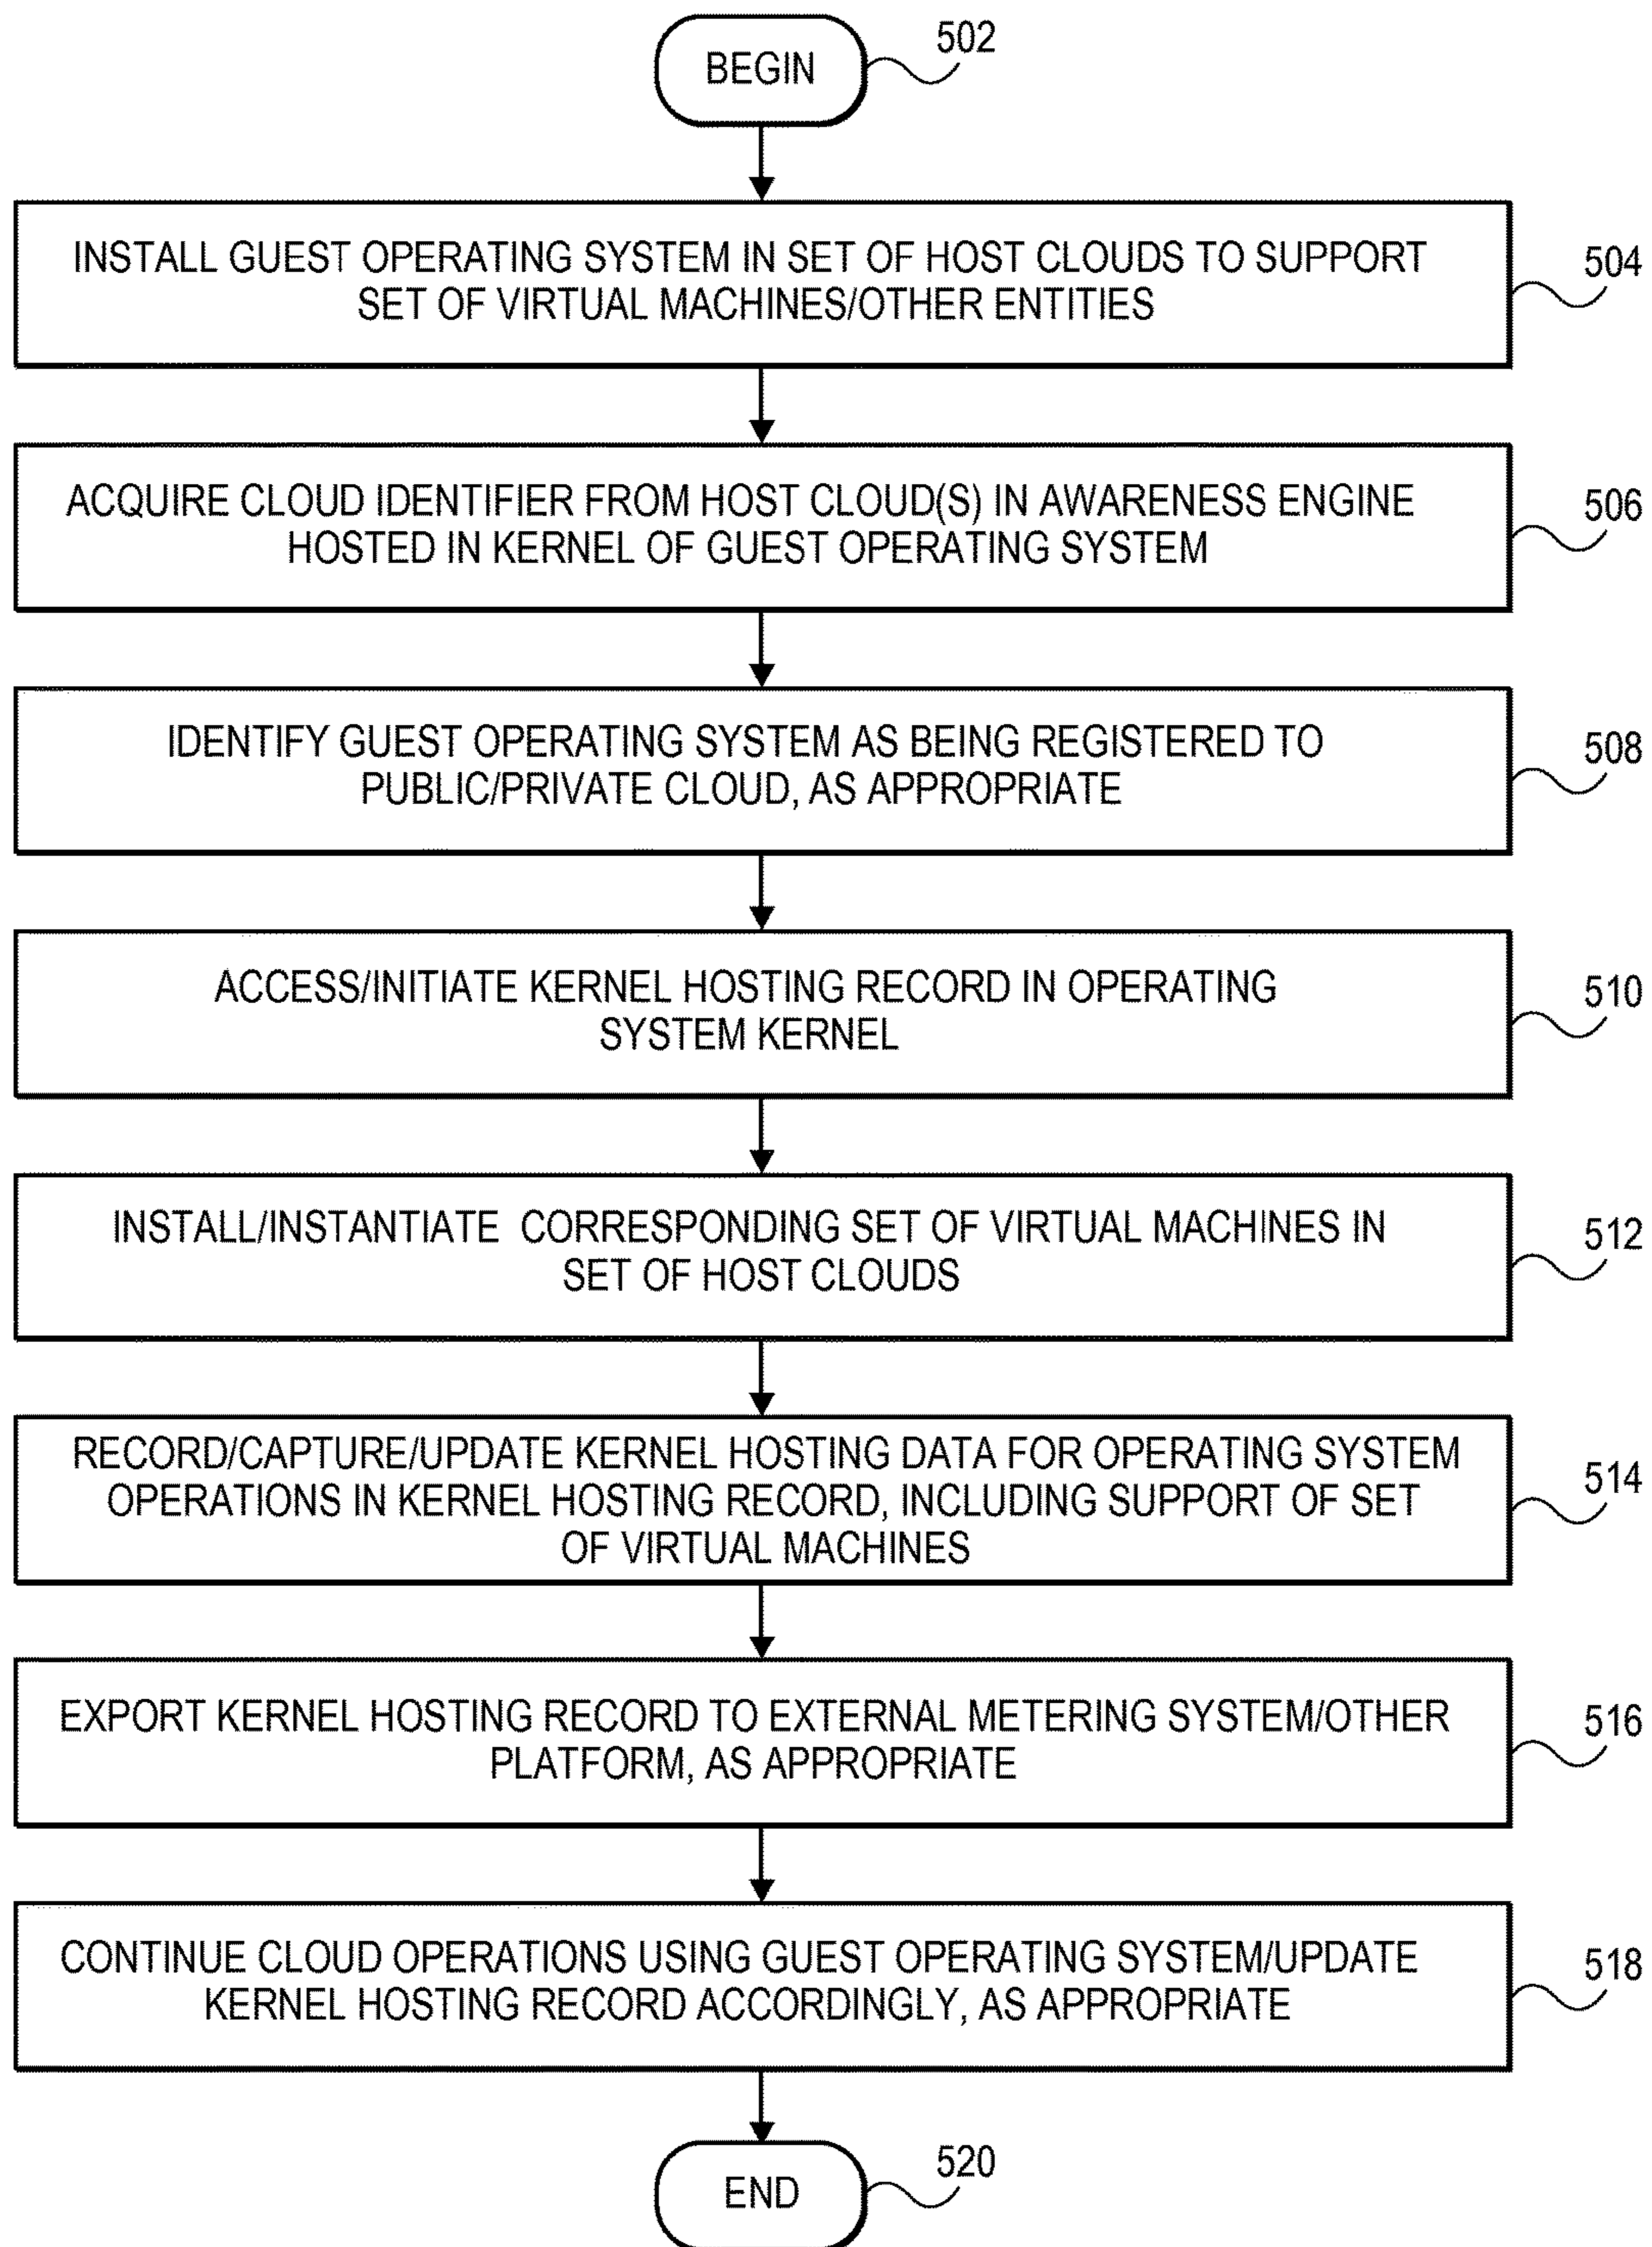 BEGIN
502
INSTALL GUEST OPERATING SYSTEM IN SET OF HOST CLOUDS TO SUPPORT
SET OF VIRTUAL MACHINES/OTHER ENTITIES
504
ACQUIRE CLOUD IDENTIFIER FROM HOST CLOUD(S) IN AWARENESS ENGINE
HOSTED IN KERNEL OF GUEST OPERATING SYSTEM
506
IDENTIFY GUEST OPERATING SYSTEM AS BEING REGISTERED TO
PUBLIC/PRIVATE CLOUD, AS APPROPRIATE
508
ACCESS/INITIATE KERNEL HOSTING RECORD IN OPERATING
SYSTEM KERNEL
510
INSTALL/INSTANTIATE CORRESPONDING SET OF VIRTUAL MACHINES IN
SET OF HOST CLOUDS
512
RECORD/CAPTURE/UPDATE KERNEL HOSTING DATA FOR OPERATING SYSTEM
OPERATIONS IN KERNEL HOSTING RECORD, INCLUDING SUPPORT OF SET
OF VIRTUAL MACHINES
514
EXPORT KERNEL HOSTING RECORD TO EXTERNAL METERING SYSTEM/OTHER
PLATFORM, AS APPROPRIATE
516
CONTINUE CLOUD OPERATIONS USING GUEST OPERATING SYSTEM/UPDATE
KERNEL HOSTING RECORD ACCORDINGLY, AS APPROPRIATE
518
END
520